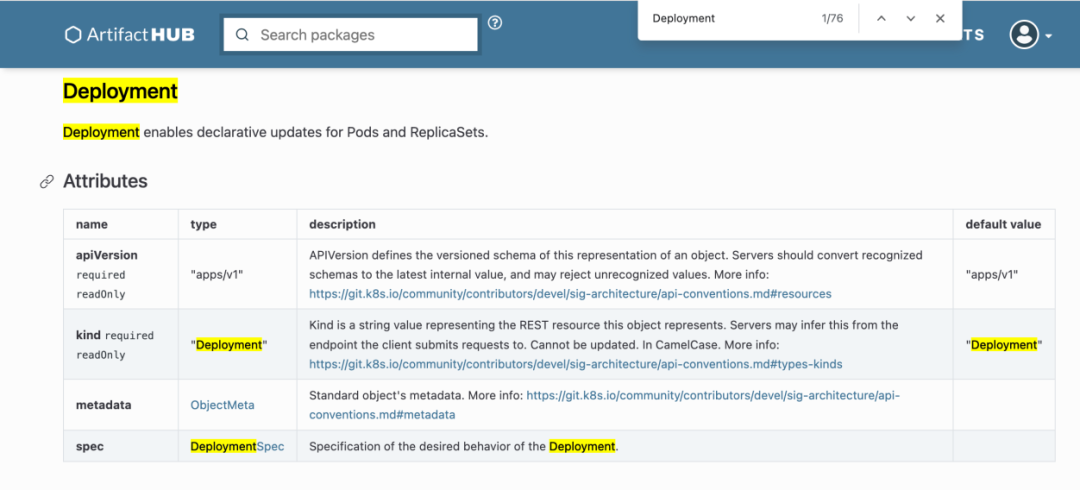 Deployment 1/76
ArtifactHUB Search packages ? TS
Deployment
Deployment enables declarative updates for Pods and ReplicaSets.
Attributes
name type description default value
apiVersion required readOnly "apps/v1" APIVersion defines the versioned schema of this representation of an object. Servers should convert recognized
schemas to the latest internal value, and may reject unrecognized values. More info:
https://git.k8s.io/community/contributors/devel/sig-architecture/api-conventions.md#resources "apps/v1"
kind required readOnly "Deployment" Kind is a string value representing the REST resource this object represents. Servers may infer this from the
endpoint the client submits requests to. Cannot be updated. In CamelCase. More info:
https://git.k8s.io/community/contributors/devel/sig-architecture/api-conventions.md#types-kinds "Deployment"
metadata ObjectMeta Standard object's metadata. More info: https://git.k8s.io/community/contributors/devel/sig-architecture/api-
conventions.md#metadata
spec DeploymentSpec Specification of the desired behavior of the Deployment.